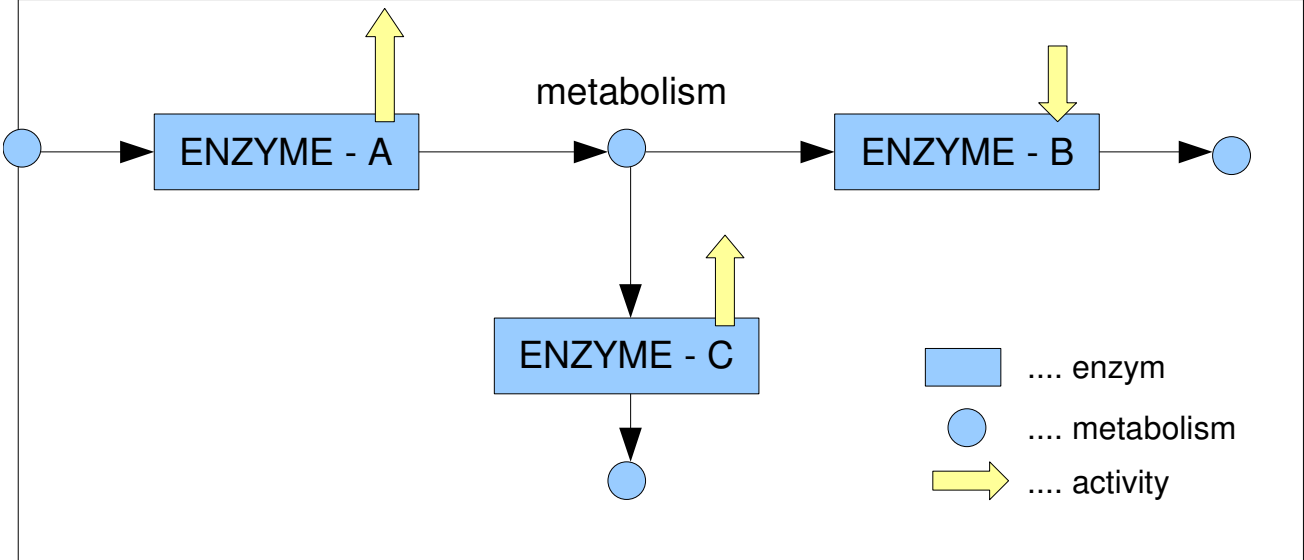 metabolism
ENZYME - A
ENZYME - B
ENZYME - C
.... enzym
.... metabolism
.... activity